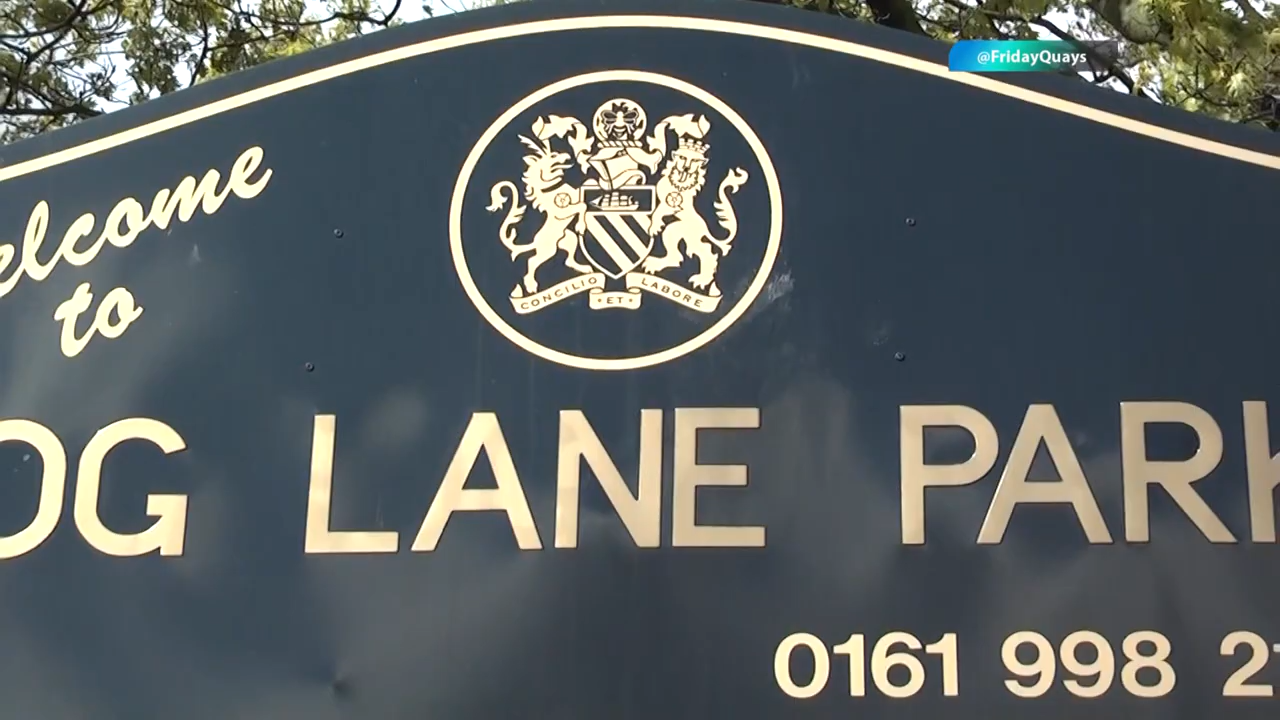 @FridayQuays
elcome
to
CONCILIO ET LABORE
OG LANE PARK
0161 998 2